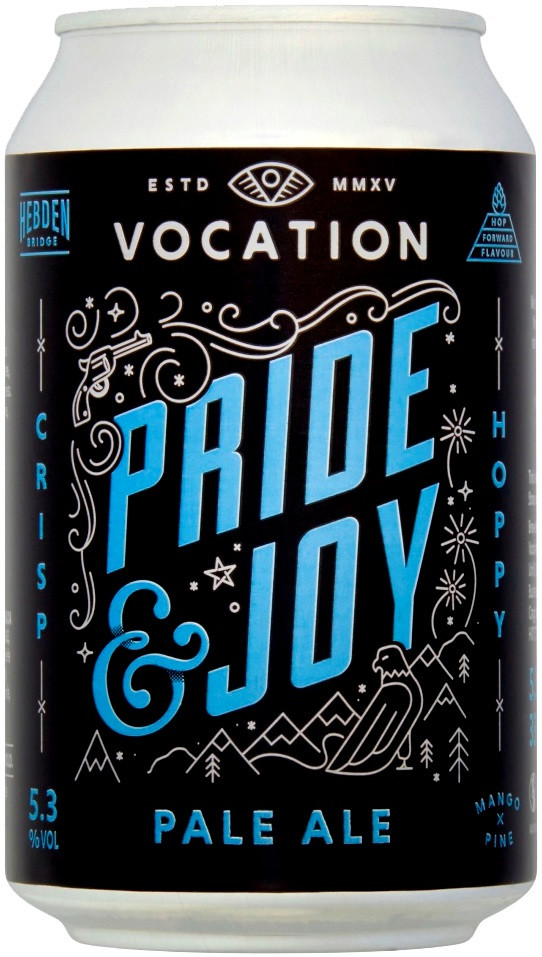 ESTD MMXV
VOCATION
HEBDEN
BRIDGE
HOP
FORWARD
FLAVOUR
CRISP
PRIDE
& JOY
HOPPY
5.3
%VOL
PALE ALE
MANGO
X
PINE